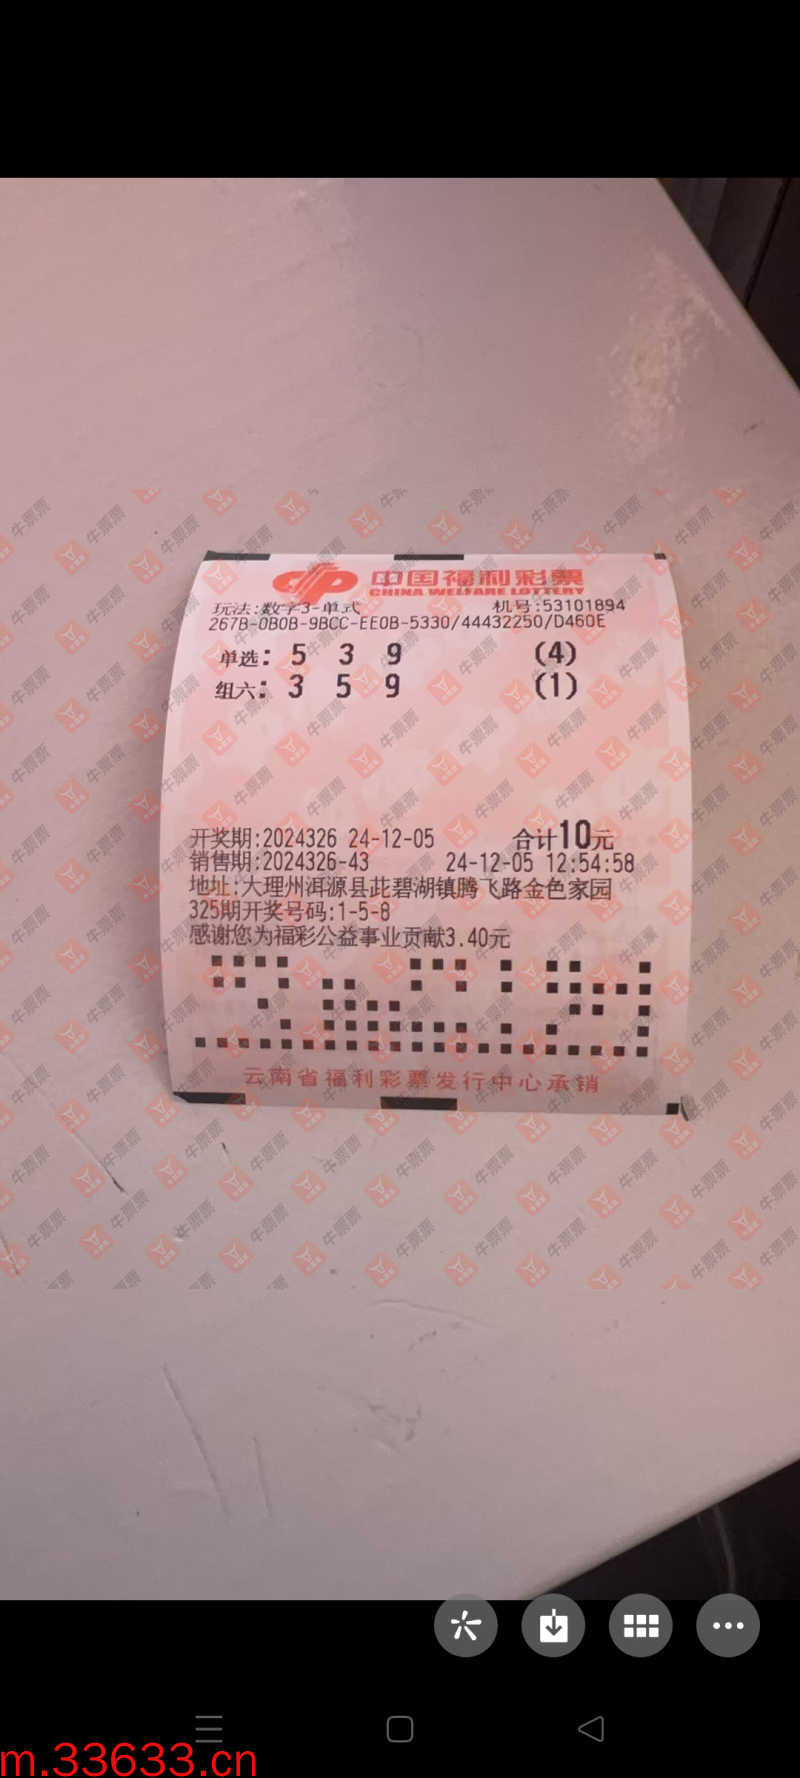 中国福利彩票
CHINA WELFARE LOTTERY
玩法:数字3-单式 机号:53101894
267B-0B0B-9BCC-EE0B-5330/44432250/D460E
单选: 5 3 9 (4)
组六: 3 5 9 (1)
开奖期:2024326 24-12-05 合计10元
销售期:2024326-43 24-12-05 12:54:58
地址:大理州洱源县茈碧湖镇腾飞路金色家园
325期开奖号码:1-5-8
感谢您为福彩公益事业贡献3.40元
云南省福利彩票发行中心承销
牛票票
m.33633.cn